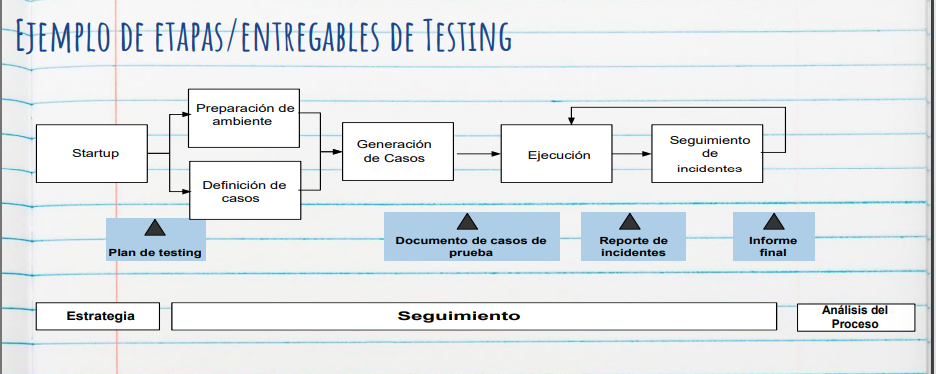 Ejemplo de etapas/entregables de Testing
Preparación de
ambiente
Startup
Definición de
casos
Generación
de Casos
Ejecución
Seguimiento
de
incidentes
Plan de testing
Documento de casos de
prueba
Reporte de
incidentes
Informe
final
Estrategia
Seguimiento
Análisis del
Proceso